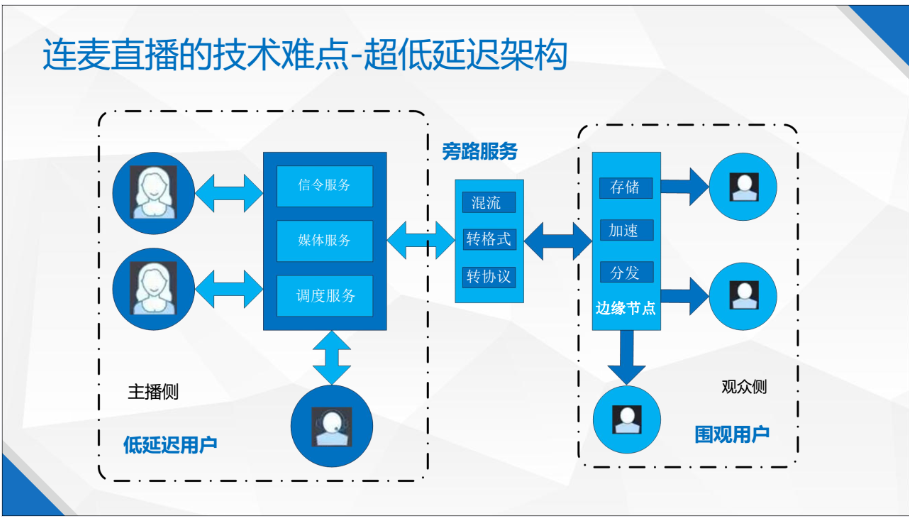 连麦直播的技术难点-超低延迟架构
旁路服务
信令服务
媒体服务
调度服务
主播侧
低延迟用户
混流
转格式
转协议
存储
加速
分发
边缘节点
观众侧
围观用户